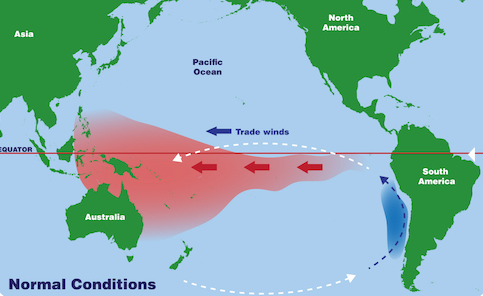 Asia
North
America
Pacific
Ocean
Trade winds
EQUATOR
South
America
Australia
Normal Conditions